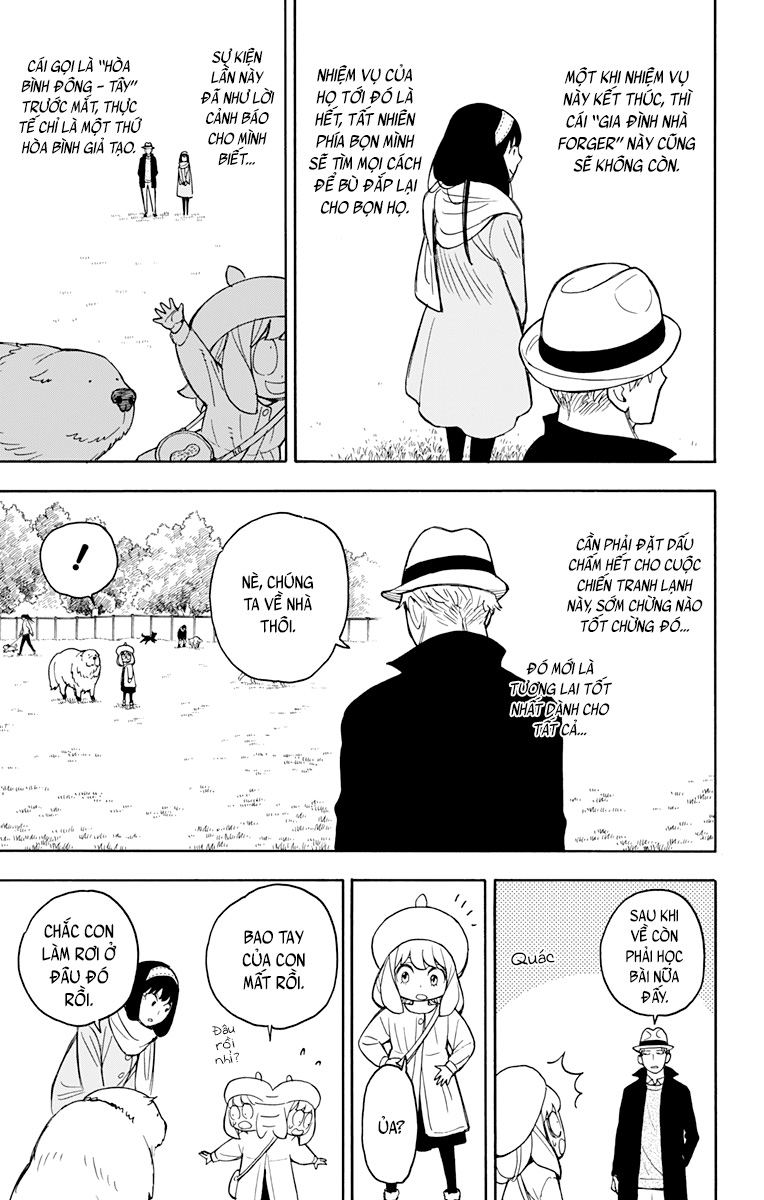 MỘT KHI NHIỆM VỤ
NÀY KẾT THÚC, THÌ
CÁI “GIA ĐÌNH NHÀ
FORGER” NÀY CŨNG
SẼ KHÔNG CÒN.
NHIỆM VỤ CỦA
HỌ TỚI ĐÓ LÀ
HẾT, TẤT NHIÊN
PHÍA BỌN MÌNH
SẼ TÌM MỌI CÁCH
ĐỂ BÙ ĐẮP LẠI
CHO BỌN HỌ.
SỰ KIỆN
LẦN NÀY
ĐÃ NHƯ LỜI
CẢNH BÁO
CHO MÌNH
BIẾT...
CÁI GỌI LÀ “HÒA
BÌNH ĐÔNG - TÂY”
TRƯỚC MẮT, THỰC
TẾ CHỈ LÀ MỘT THỨ
HÒA BÌNH GIẢ TẠO.
CẦN PHẢI ĐẶT DẤU
CHẤM HẾT CHO CUỘC
CHIẾN TRANH LẠNH
NÀY, SỚM CHỪNG NÀO
TỐT CHỪNG ĐÓ...
ĐÓ MỚI LÀ
TƯƠNG LAI TỐT
NHẤT DÀNH CHO
TẤT CẢ...
NÈ, CHÚNG
TA VỀ NHÀ
THÔI.
!
SAU KHI
VỀ CÒN
PHẢI HỌC
BÀI NỮA
ĐẤY.
Quác
ỦA?
BAO TAY
CỦA CON
MẤT RỒI.
Đâu
rồi
nhỉ?
CHẮC CON
LÀM RƠI Ở
ĐÂU ĐÓ
RỒI.